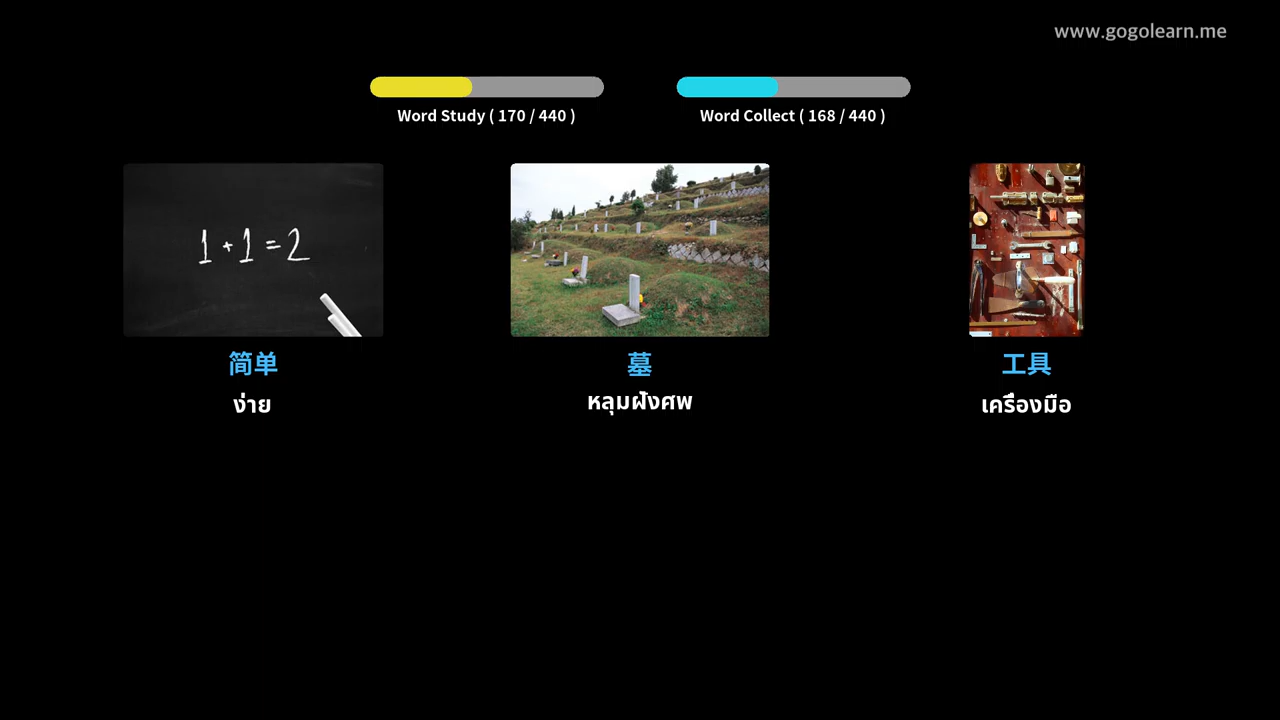 www.gogolearn.me
Word Study ( 170 / 440 )
Word Collect ( 168 / 440 )
1+1=2
简单
墓
工具
ง่าย
หลุมฝังศพ
เครื่องมือ